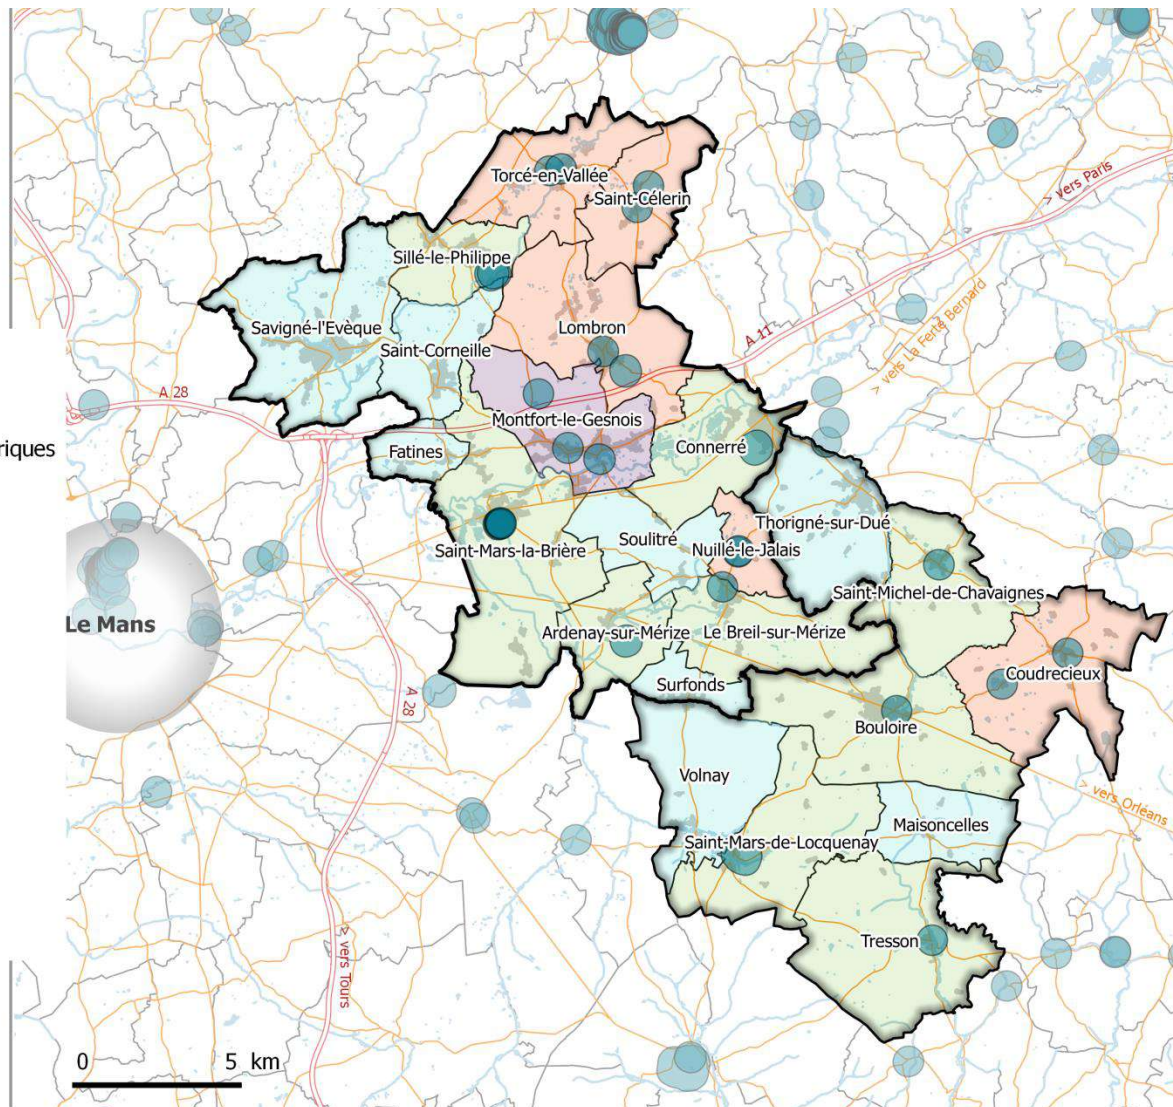 Torcé-en-Vallée
Saint-Célerin
> vers Paris
Sillé-le-Philippe
> vers La Ferté Bernard
Savigné-l'Evèque
Lombron
A 11
Saint-Corneille
A 28
Montfort-le-Gesnois
Connerré
riques
Fatines
Thorigné-sur-Dué
Soulitré
Saint-Mars-la-Brière
Nuillé-le-Jalais
Saint-Michel-de-Chavaignes
Le Mans
Ardenay-sur-Mérize
Le Breil-sur-Mérize
Coudrecieux
Surfonds
A 28
Bouloire
Volnay
> vers Orléans
Maisoncelles
Saint-Mars-de-Locquenay
Tresson
> vers Tours
0 5 km